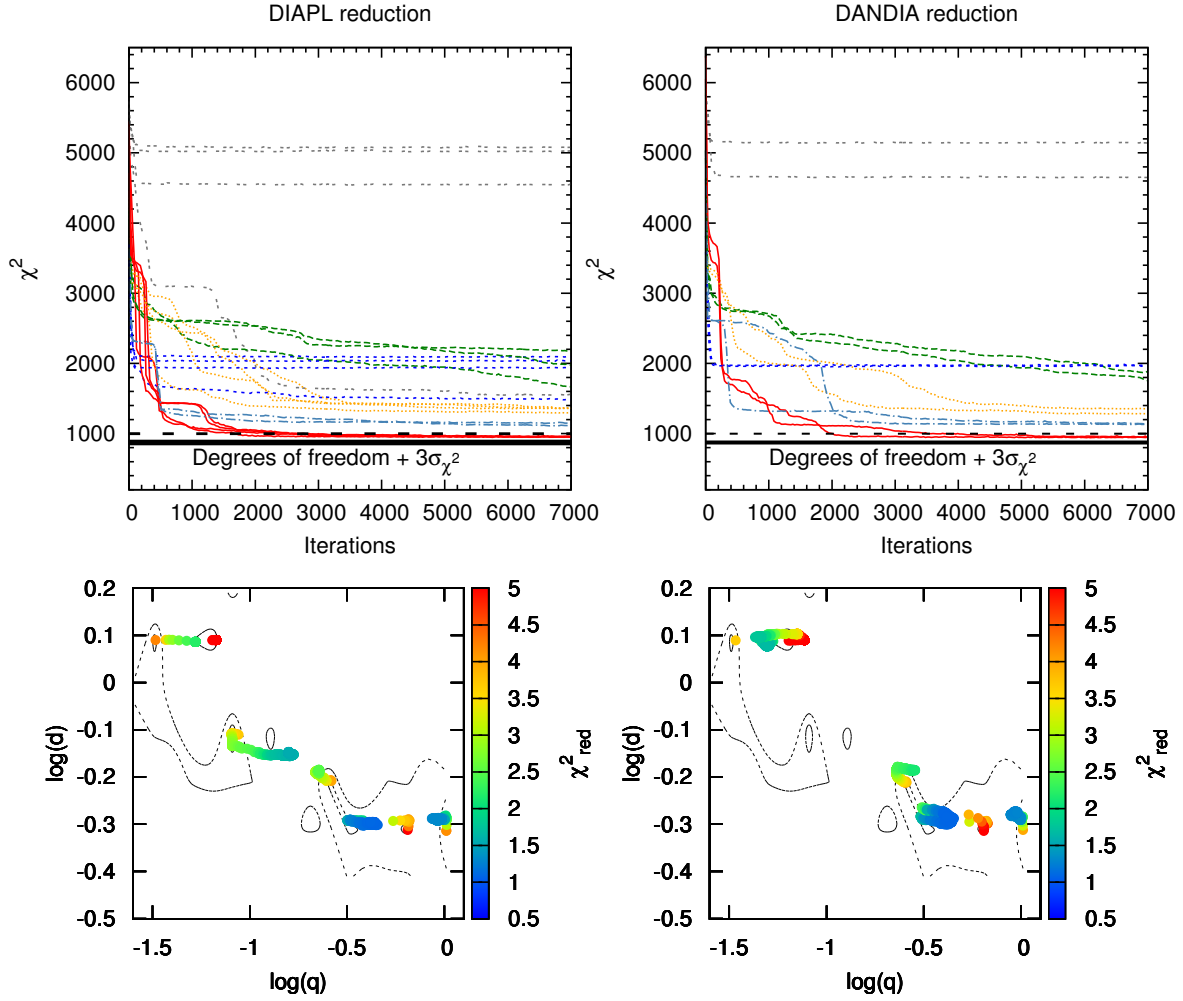 DIAPL reduction
DANDIA reduction
6000
5000
4000
3000
2000
1000
χ²
Degrees of freedom + 3σχ²
0 1000 2000 3000 4000 5000 6000 7000
Iterations
6000
5000
4000
3000
2000
1000
χ²
Degrees of freedom + 3σχ²
0 1000 2000 3000 4000 5000 6000 7000
Iterations
0.2
0.1
0
-0.1
-0.2
-0.3
-0.4
-0.5
log(d)
-1.5 -1 -0.5 0
log(q)
5
4.5
4
3.5
3
2.5
2
1.5
1
0.5
χ²red
0.2
0.1
0
-0.1
-0.2
-0.3
-0.4
-0.5
log(d)
-1.5 -1 -0.5 0
log(q)
5
4.5
4
3.5
3
2.5
2
1.5
1
0.5
χ²red